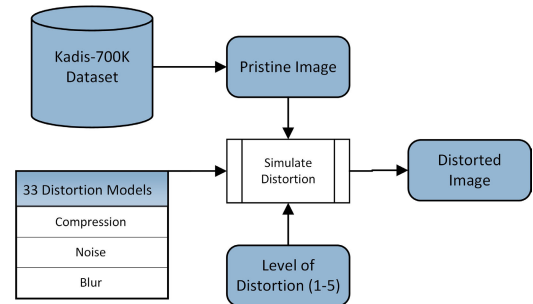 Kadis-700K
Dataset
Pristine Image
Simulate
Distortion
Distorted
Image
33 Distortion Models
Compression
Noise
Blur
Level of
Distortion (1-5)